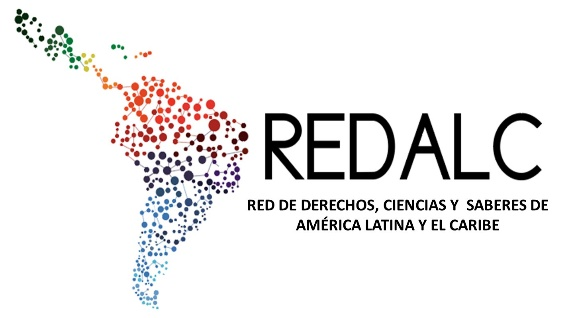 REDALC
RED DE DERECHOS, CIENCIAS Y SABERES DE
AMÉRICA LATINA Y EL CARIBE